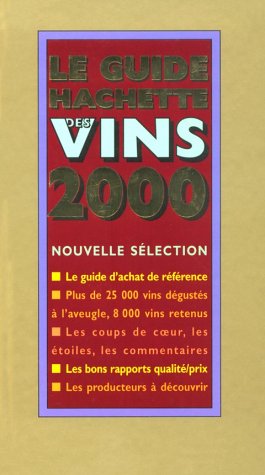 LE GUIDE
HACHETTE
DES
VINS
2000
NOUVELLE SÉLECTION
Le guide d'achat de référence
Plus de 25 000 vins dégustés
à l'aveugle, 8 000 vins retenus
Les coups de cœur, les
étoiles, les commentaires
Les bons rapports qualité/prix
Les producteurs à découvrir